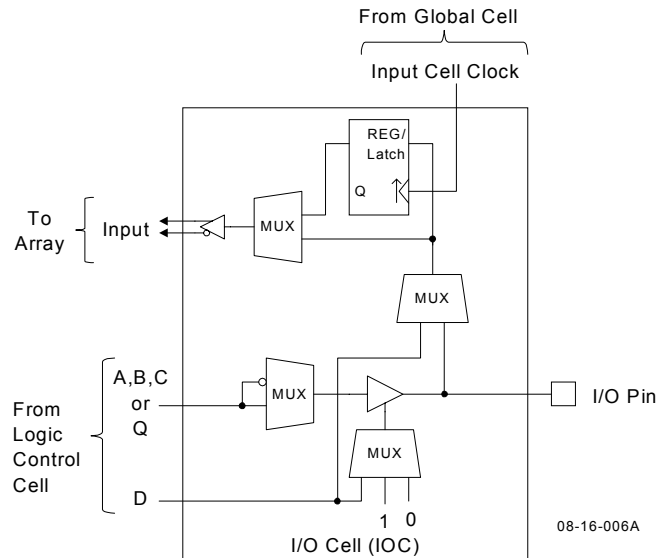 From Global Cell
Input Cell Clock
REG/
Latch
Q
To
Array
Input
MUX
MUX
A,B,C
or
Q
MUX
I/O Pin
From
Logic
Control
Cell
MUX
D
1 0
08-16-006A
I/O Cell (IOC)